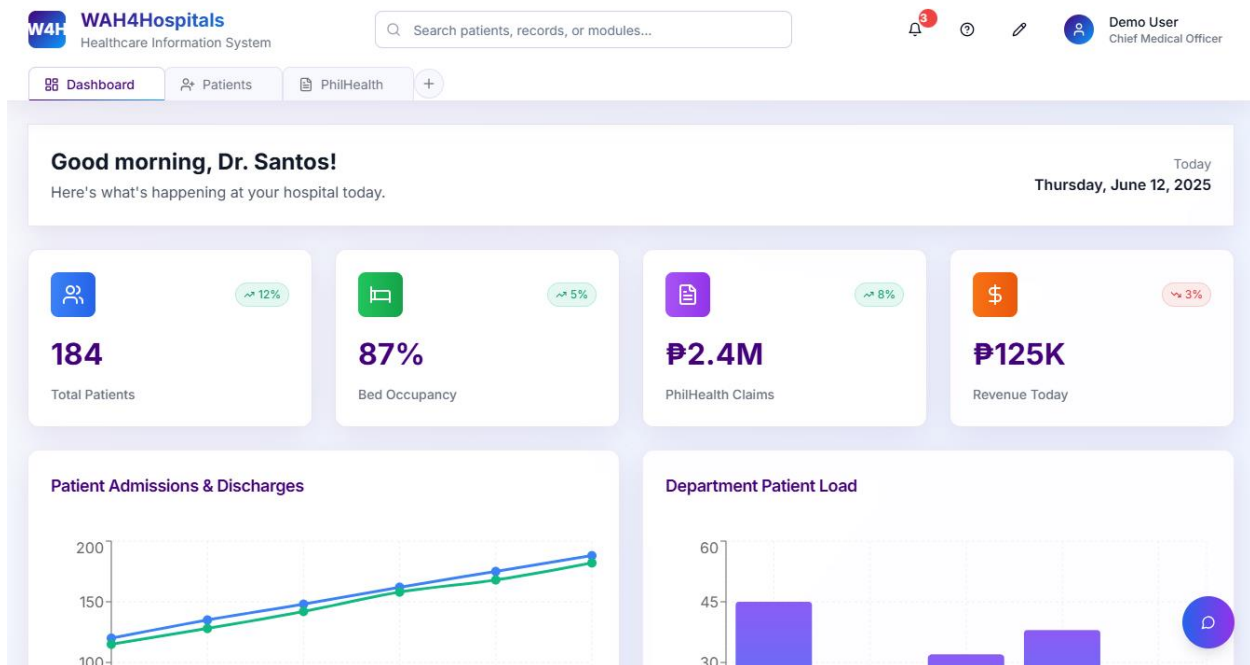 W4H
WAH4Hospitals
Healthcare Information System
Search patients, records, or modules...
3
Demo User
Chief Medical Officer
Dashboard
Patients
PhilHealth
Good morning, Dr. Santos!
Here's what's happening at your hospital today.
Today
Thursday, June 12, 2025
12%
184
Total Patients
5%
87%
Bed Occupancy
8%
₱2.4M
PhilHealth Claims
3%
₱125K
Revenue Today
Patient Admissions & Discharges
200
150
100
Department Patient Load
60
45
30